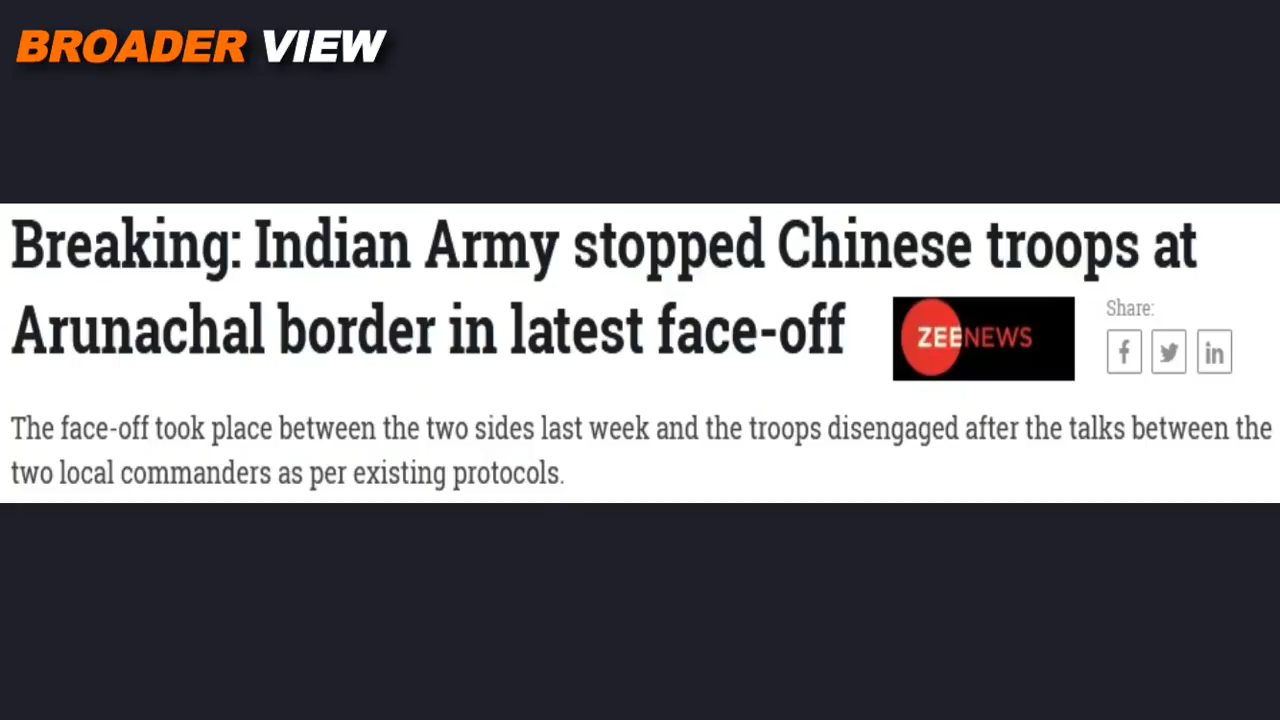 BROADER VIEW
Breaking: Indian Army stopped Chinese troops at
Arunachal border in latest face-off
ZEENEWS
Share:
f in
The face-off took place between the two sides last week and the troops disengaged after the talks between the
two local commanders as per existing protocols.